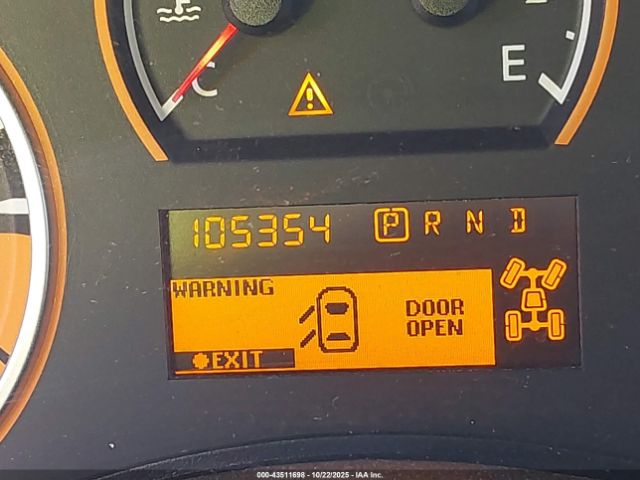 C
E
105354 P R N D
WARNING
DOOR
OPEN
EXIT
000-43511698 - 10/22/2025 - IAA Inc.